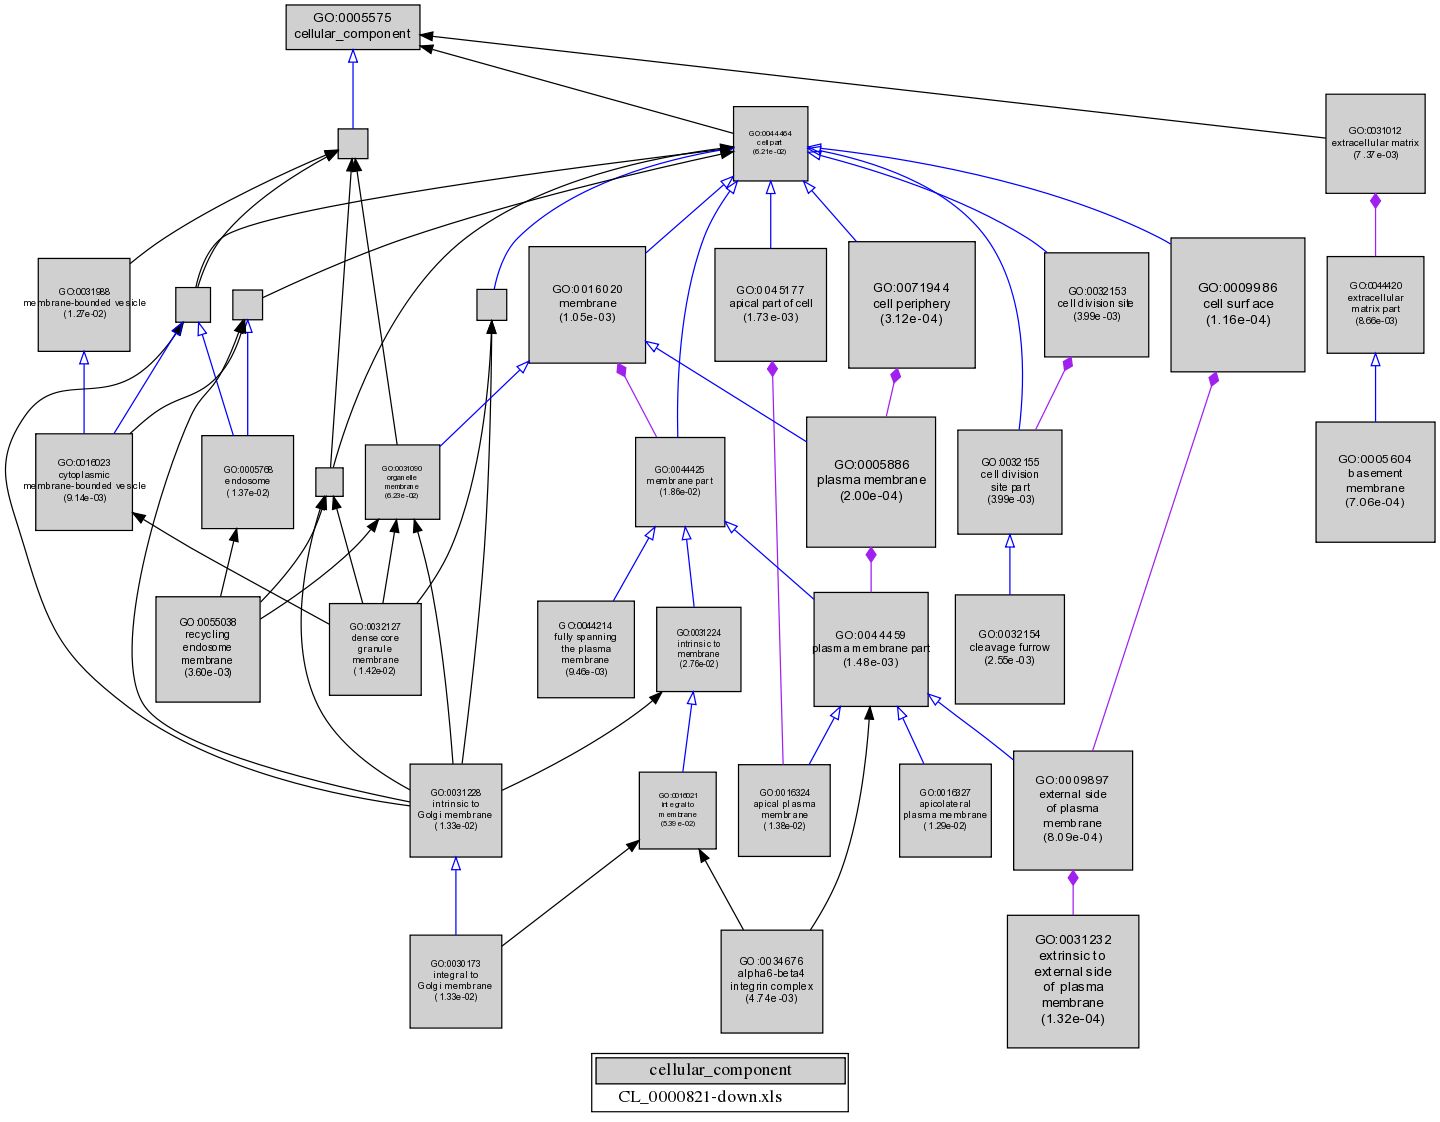 GO:0005575
cellular_component
GO:0044464
cell part
(6.21e-02)
GO:0031012
extracellular matrix
(7.37e-03)
GO:0031988
membrane-bounded vesicle
(1.27e-02)
GO:0016020
membrane
(1.05e-03)
GO:0045177
apical part of cell
(1.73e-03)
GO:0071944
cell periphery
(3.12e-04)
GO:0032153
cell division site
(3.99e-03)
GO:0009986
cell surface
(1.16e-04)
GO:0044420
extracellular
matrix part
(8.66e-03)
GO:0016023
cytoplasmic
membrane-bounded vesicle
(9.14e-03)
GO:0005768
endosome
(1.37e-02)
GO:0031090
organelle
membrane
(6.23e-02)
GO:0044425
membrane part
(1.86e-02)
GO:0005886
plasma membrane
(2.00e-04)
GO:0032155
cell division
site part
(3.99e-03)
GO:0005604
basement
membrane
(7.06e-04)
GO:0055038
recycling
endosome
membrane
(3.60e-03)
GO:0032127
dense core
granule
membrane
(1.42e-02)
GO:0044214
fully spanning
the plasma
membrane
(9.46e-03)
GO:0031224
intrinsic to
membrane
(2.76e-02)
GO:0044459
plasma membrane part
(1.48e-03)
GO:0032154
cleavage furrow
(2.55e-03)
GO:0031228
intrinsic to
Golgi membrane
(1.33e-02)
GO:0016021
integral to
membrane
(5.39e-02)
GO:0016324
apical plasma
membrane
(1.38e-02)
GO:0016327
apicolateral
plasma membrane
(1.29e-02)
GO:0009897
external side
of plasma
membrane
(8.09e-04)
GO:0030173
integral to
Golgi membrane
(1.33e-02)
GO:0034676
alpha6-beta4
integrin complex
(4.74e-03)
GO:0031232
extrinsic to
external side
of plasma
membrane
(1.32e-04)
cellular_component
CL_0000821-down.xls